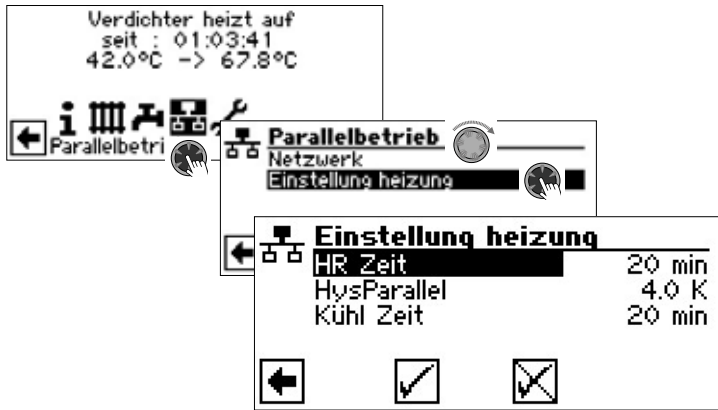 Verdichter heizt auf
seit : 01:03:41
42.0°C -> 67.8°C
Parallelbetri
Parallelbetrieb
Netzwerk
Einstellung heizung
Einstellung heizung
HR Zeit 20 min
HysParallel 4.0 K
Kühl Zeit 20 min